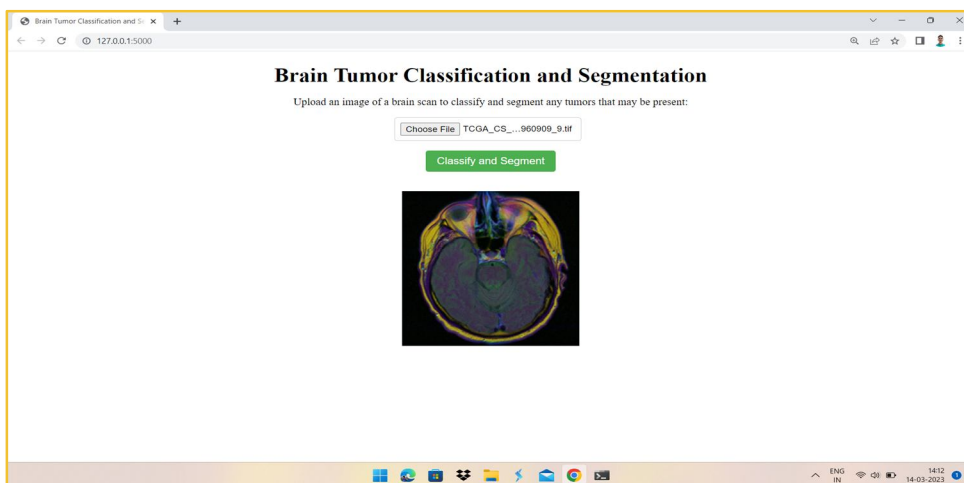 Brain Tumor Classification and Se
127.0.0.1:5000
Brain Tumor Classification and Segmentation
Upload an image of a brain scan to classify and segment any tumors that may be present:
Choose File TCGA_CS_...960909_9.tif
Classify and Segment
ENG 14:12
IN 14-03-2023 1